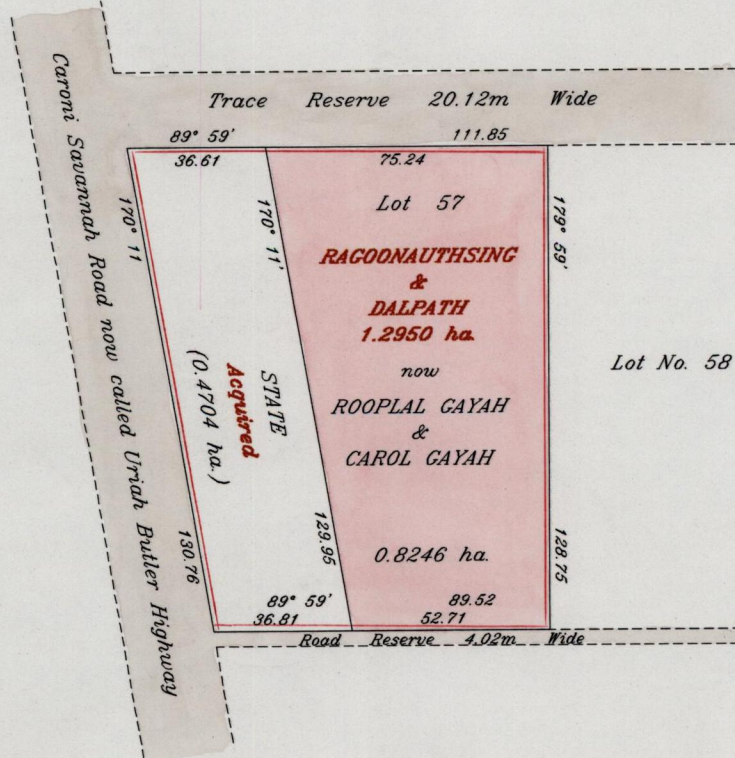 Caroni Savannah Road now called Uriah Butler Highway
Trace Reserve 20.12m Wide
89° 59' 111.85
36.61 75.24
170° 11
170° 11'
179° 59'
Lot 57
RAGOONAUTHSING
&
DALPATH
1.2950 ha.
now
ROOPLAL GAYAH
&
CAROL GAYAH
Lot No. 58
STATE
Acquired
(0.4704 ha.)
130.76
129.95
0.8246 ha.
128.75
89° 59' 89.52
36.81 52.71
Road Reserve 4.02m Wide